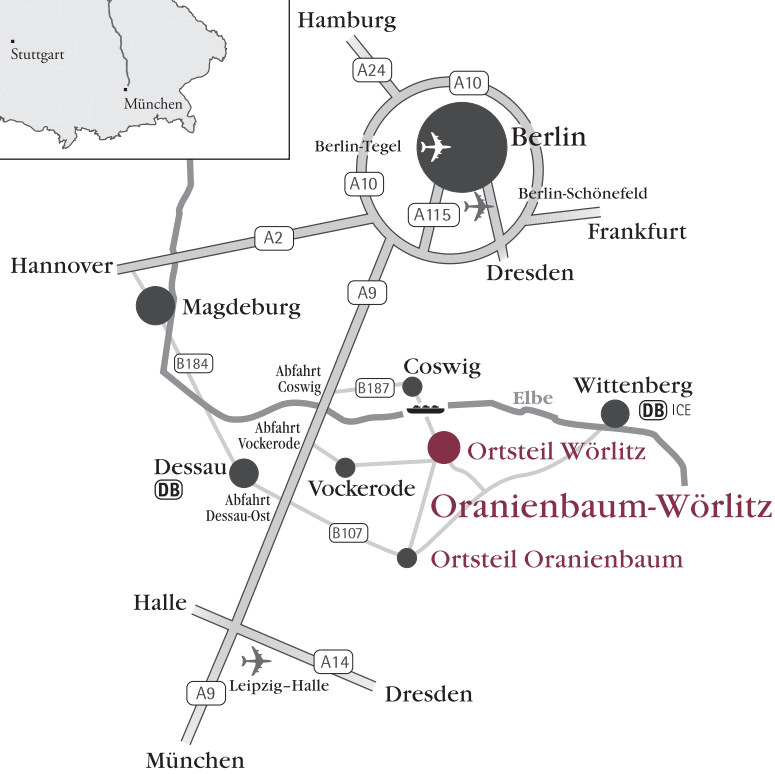 Hamburg
Stuttgart
A24
A10
München
Berlin
Berlin-Tegel
A10
Berlin-Schönefeld
A115
Frankfurt
A2
Hannover
Dresden
A9
Magdeburg
B184
Abfahrt
Coswig
B187
Coswig
Elbe
Wittenberg
DB ICE
Abfahrt
Vockerode
Ortsteil Wörlitz
Dessau
DB
Vockerode
Abfahrt
Dessau-Ost
Oranienbaum-Wörlitz
B107
Ortsteil Oranienbaum
Halle
A14
Leipzig–Halle
A9
Dresden
München